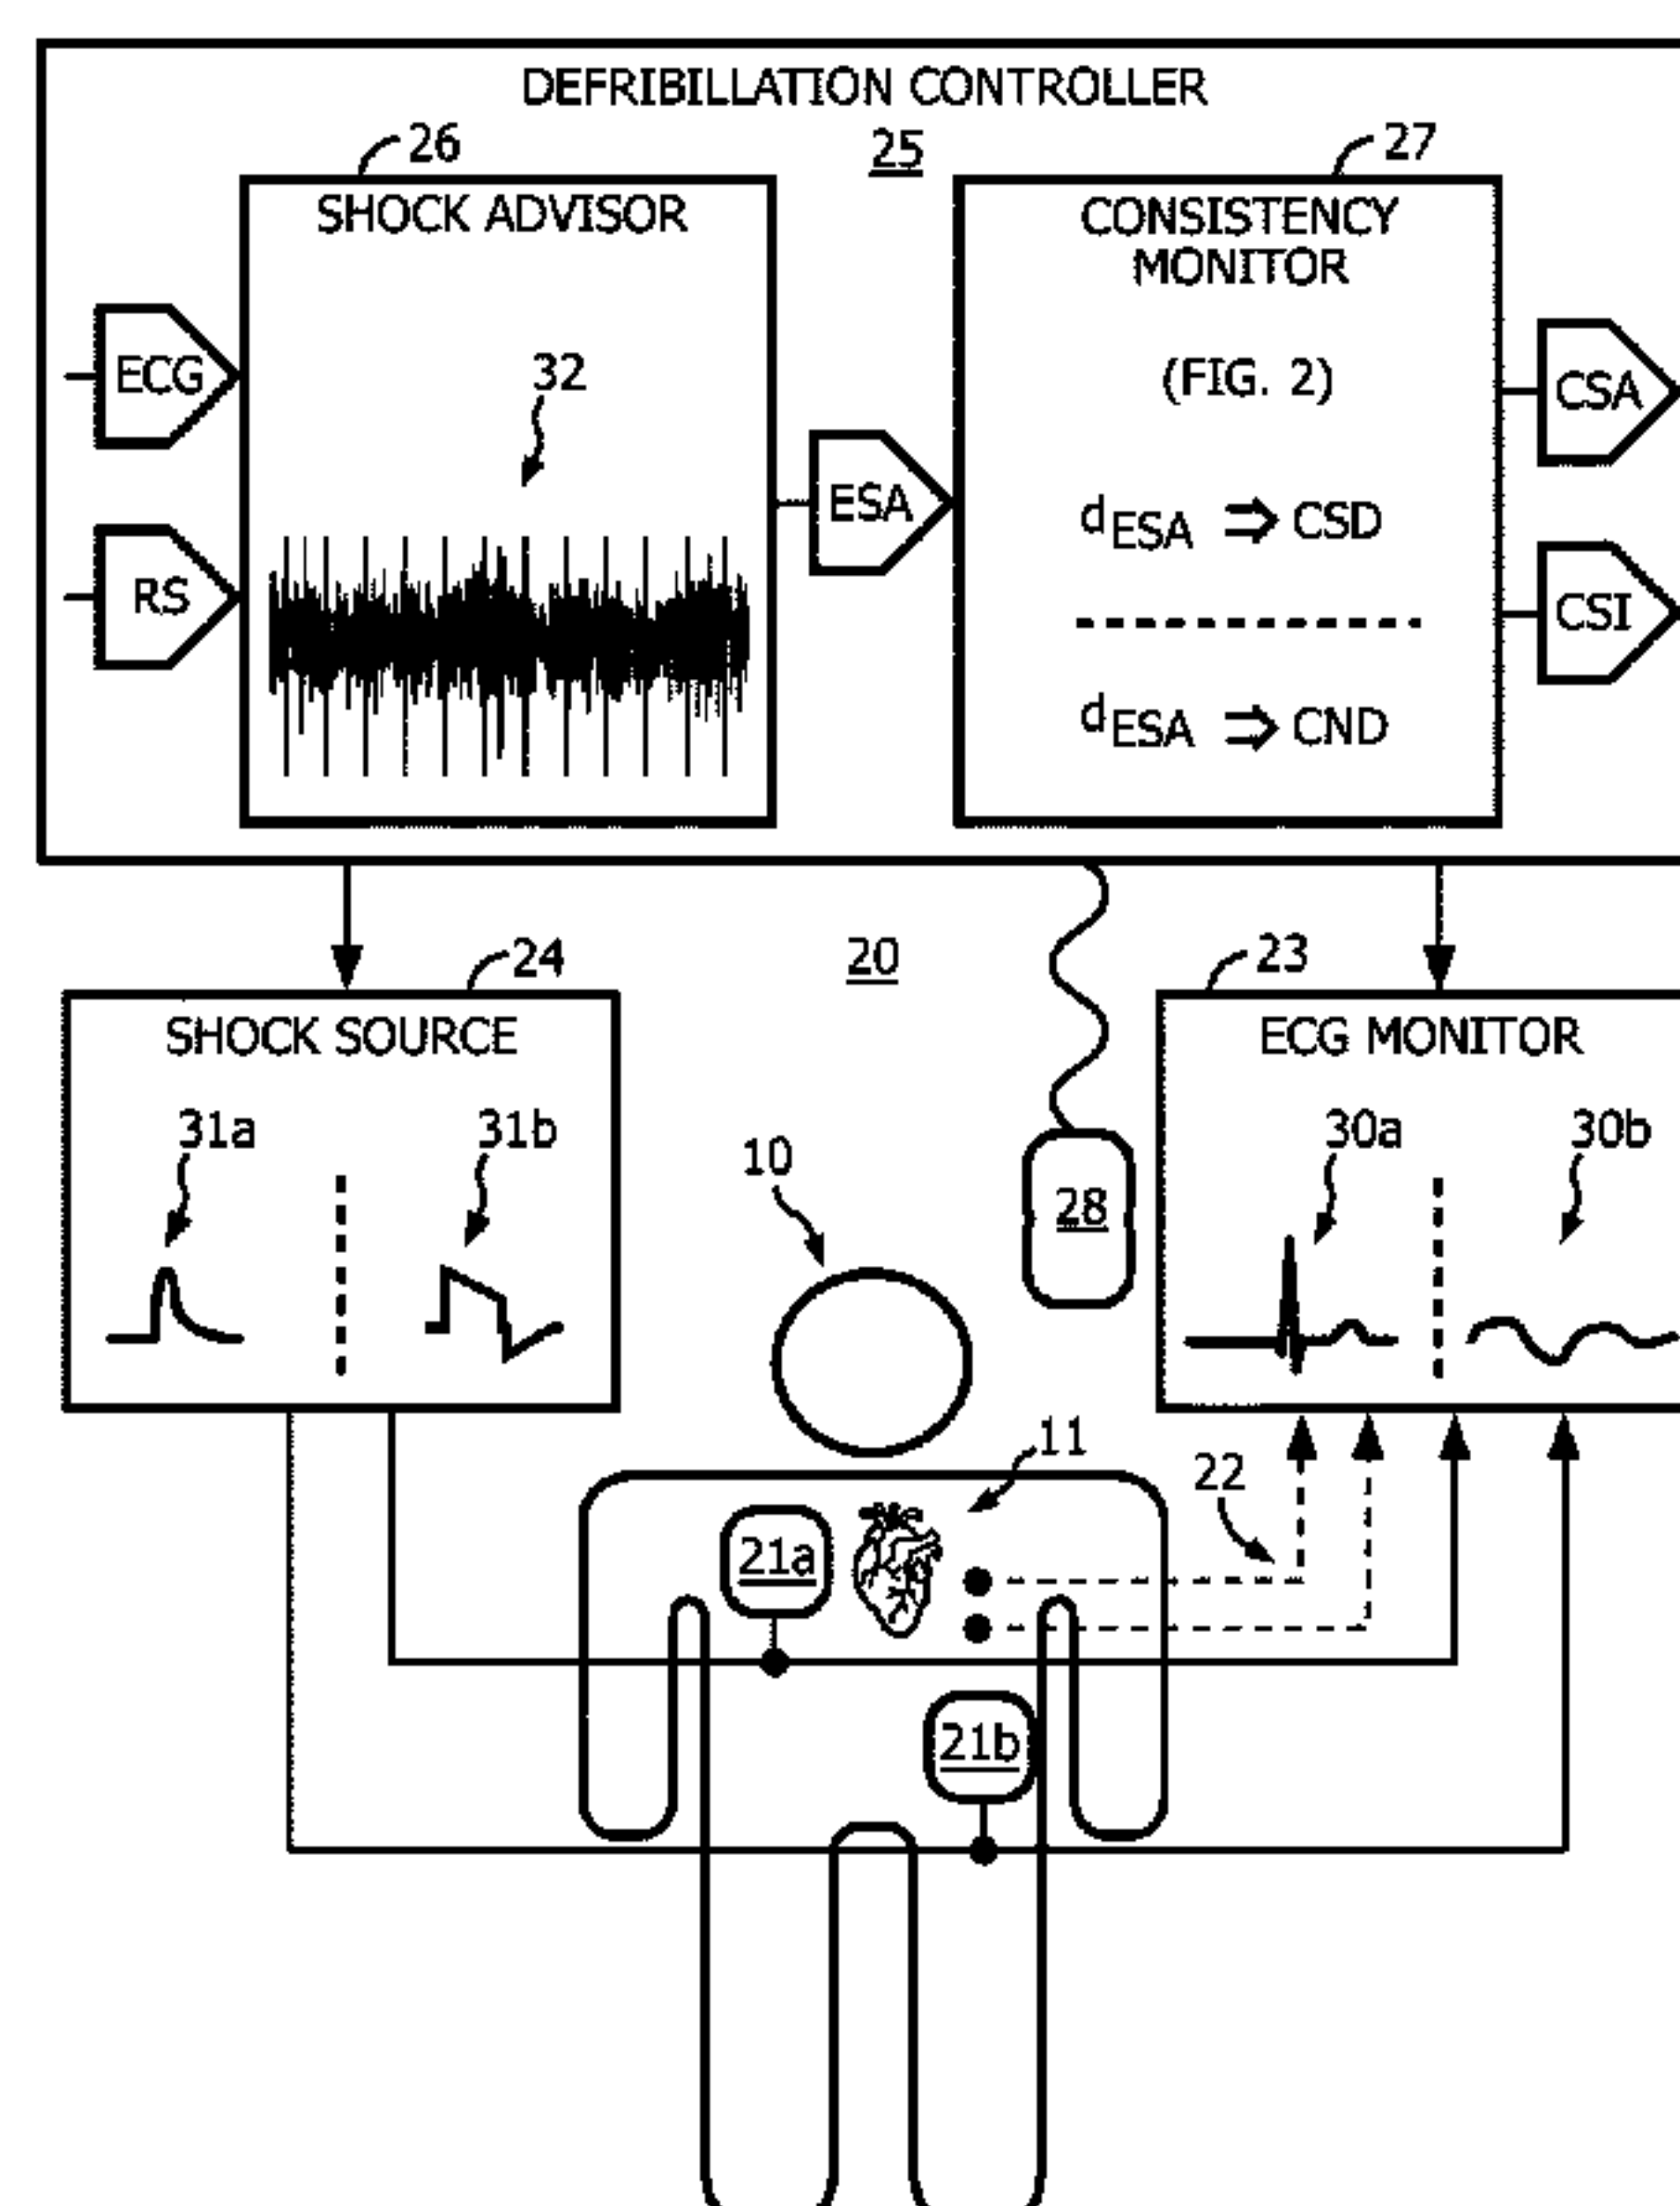 DEFRIBILLATION CONTROLLER
25
26
27
SHOCK ADVISOR
CONSISTENCY
MONITOR
(FIG. 2)
ECG
RS
32
ESA
dESA ⇒ CSD
dESA ⇒ CND
CSA
CSI
24
20
23
SHOCK SOURCE
31a
31b
10
28
ECG MONITOR
30a
30b
11
22
21a
21b